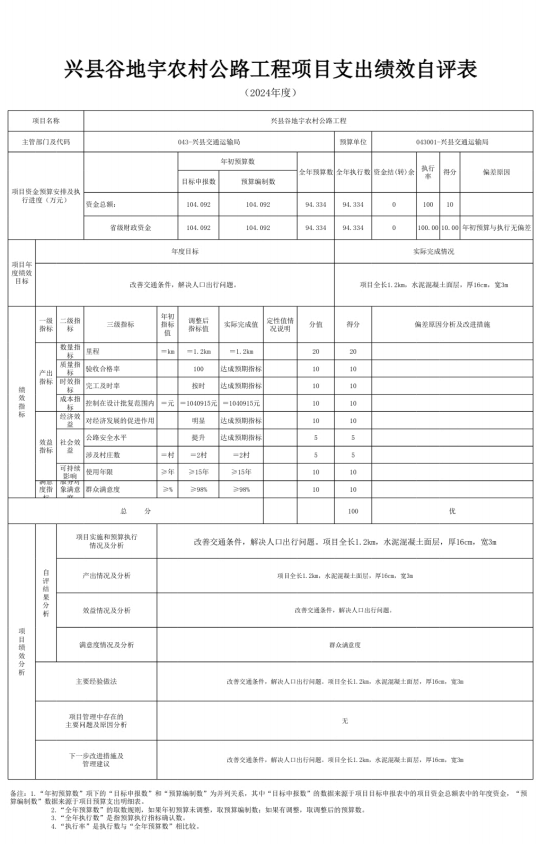 兴县谷地宇农村公路工程项目支出绩效自评表
（2024年度）
项目名称 兴县谷地宇农村公路工程
主管部门及代码 043-兴县交通运输局 预算单位 043001-兴县交通运输局
项目资金预算安排及执行进度（万元） 年初预算数 全年预算数 全年执行数 资金结(转)余 执行率 得分 偏差原因
目标申报数 预算编制数
资金总额： 104.092 104.092 94.334 94.334 0 100 10
省级财政资金 104.092 104.092 94.334 94.334 0 100.00 10.00 年初预算与执行无偏差
项目年度绩效目标 年度目标 实际完成情况
改善交通条件，解决人口出行问题。 项目全长1.2km，水泥混凝土面层，厚16cm，宽3m
绩效指标 一级指标 二级指标 三级指标 年初指标值 调整后指标值 实际完成值 定性值情况说明 分值 得分 偏差原因分析及改进措施
产出指标 数量指标 里程 ＝km ＝1.2km ＝1.2km 20 20
质量指标 验收合格率 100 达成预期指标 10 10
时效指标 完工及时率 按时 达成预期指标 10 10
成本指标 控制在设计批复范围内 ＝元 ＝1040915元 ＝1040915元 10 10
效益指标 经济效益 对经济发展的促进作用 明显 达成预期指标 10 10
社会效益 公路安全水平 提升 达成预期指标 5 5
涉及村庄数 ＝村 ＝2村 ＝2村 5 5
可持续影响 使用年限 ≥年 ≥15年 ≥15年 10 10
满意度指标 服务对象满意度 群众满意度 ≥% ≥98% ≥98% 10 10
总 分 100 优
项目绩效分析 自评结果分析 项目实施和预算执行情况及分析 改善交通条件，解决人口出行问题。项目全长1.2km，水泥混凝土面层，厚16cm，宽3m
产出情况及分析 项目全长1.2km，水泥混凝土面层，厚16cm，宽3m
效益情况及分析 改善交通条件，解决人口出行问题。
满意度情况及分析 群众满意度
主要经验做法 改善交通条件，解决人口出行问题。项目全长1.2km，水泥混凝土面层，厚16cm，宽3m
项目管理中存在的主要问题及原因分析 无
下一步改进措施及管理建议 改善交通条件，解决人口出行问题。项目全长1.2km，水泥混凝土面层，厚16cm，宽3m
备注：1.“年初预算数”项下的“目标申报数”和“预算编制数”为并列关系，其中“目标申报数”的数据来源于项目目标申报表中的项目资金总额表中的年度资金，“预
算编制数”数据来源于项目预算支出明细表。
2.“全年预算数”的取数规则，如果年初预算未调整，取预算编制数；如果有调整，取调整后的预算数。
3.“全年执行数”是指预算执行指标确认数。
4.“执行率”是执行数与“全年预算数”相比较。